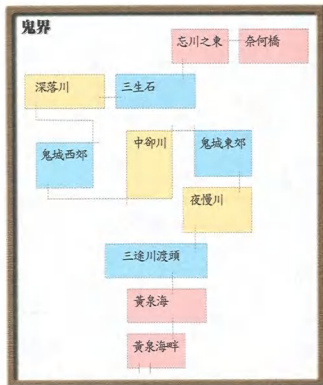 鬼界
忘川之東
奈何橋
深落川
三生石
鬼城西郊
中卻川
鬼城東郊
夜慢川
三途川渡頭
黃泉海
黃泉海畔